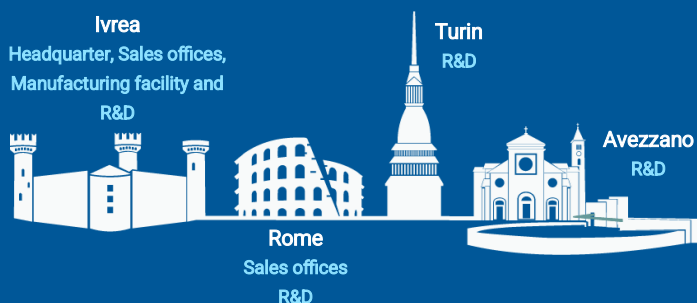 Ivrea
Headquarter, Sales offices,
Manufacturing facility and
R&D
Turin
R&D
Avezzano
R&D
Rome
Sales offices
R&D